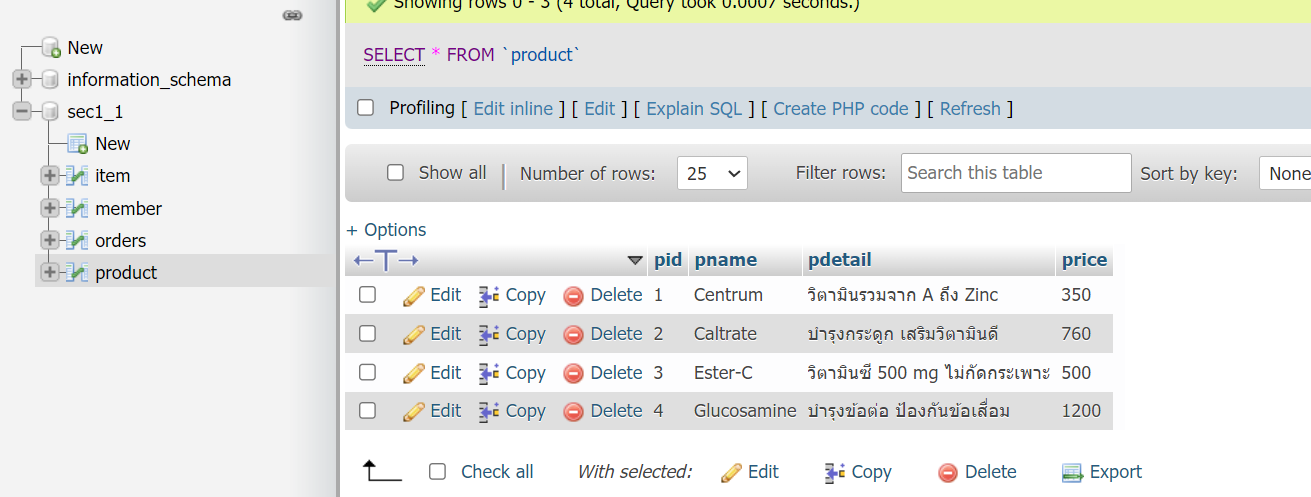 Showing rows 0 - 3 (4 total, Query took 0.0007 seconds.)
New
information_schema
sec1_1
New
item
member
orders
product
SELECT * FROM `product`
Profiling [ Edit inline ] [ Edit ] [ Explain SQL ] [ Create PHP code ] [ Refresh ]
Show all | Number of rows: 25 Filter rows: Search this table Sort by key: None
+ Options
pid pname pdetail price
Edit Copy Delete 1 Centrum วิตามินรวมจาก A ถึง Zinc 350
Edit Copy Delete 2 Caltrate บำรุงกระดูก เสริมวิตามินดี 760
Edit Copy Delete 3 Ester-C วิตามินซี 500 mg ไม่กัดกระเพาะ 500
Edit Copy Delete 4 Glucosamine บำรุงข้อต่อ ป้องกันข้อเสื่อม 1200
Check all With selected: Edit Copy Delete Export